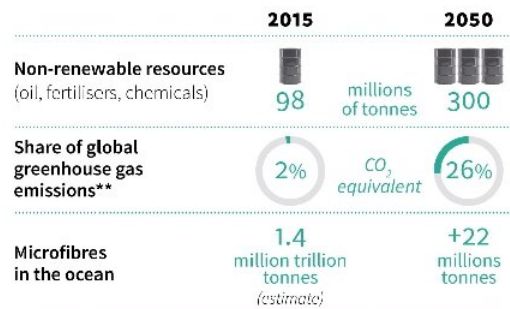 2015 2050
Non-renewable resources
(oil, fertilisers, chemicals)
98
millions
of tonnes
300
Share of global
greenhouse gas
emissions**
2%
CO2
equivalent
26%
Microfibres
in the ocean
1.4
million trillion
tonnes
(estimate)
+22
millions
tonnes